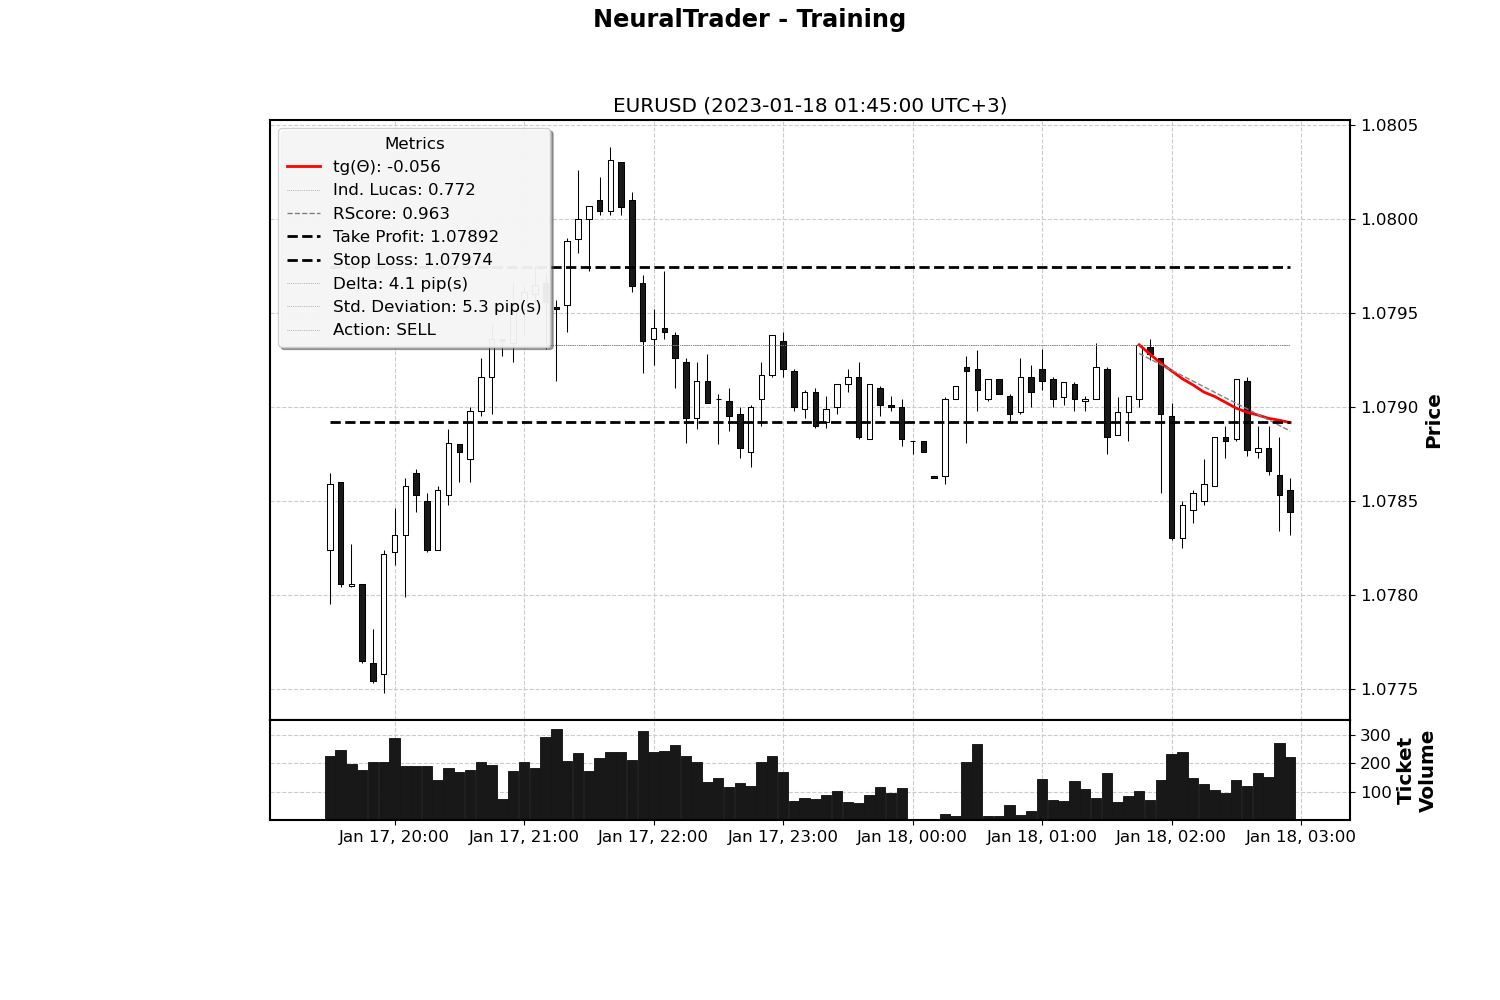 NeuralTrader - Training
EURUSD (2023-01-18 01:45:00 UTC+3)
Metrics
tg(Θ): -0.056
Ind. Lucas: 0.772
RScore: 0.963
Take Profit: 1.07892
Stop Loss: 1.07974
Delta: 4.1 pip(s)
Std. Deviation: 5.3 pip(s)
Action: SELL
1.0805
1.0800
1.0795
1.0790
1.0785
1.0780
1.0775
Price
300
200
100
Ticket
Volume
Jan 17, 20:00
Jan 17, 21:00
Jan 17, 22:00
Jan 17, 23:00
Jan 18, 00:00
Jan 18, 01:00
Jan 18, 02:00
Jan 18, 03:00